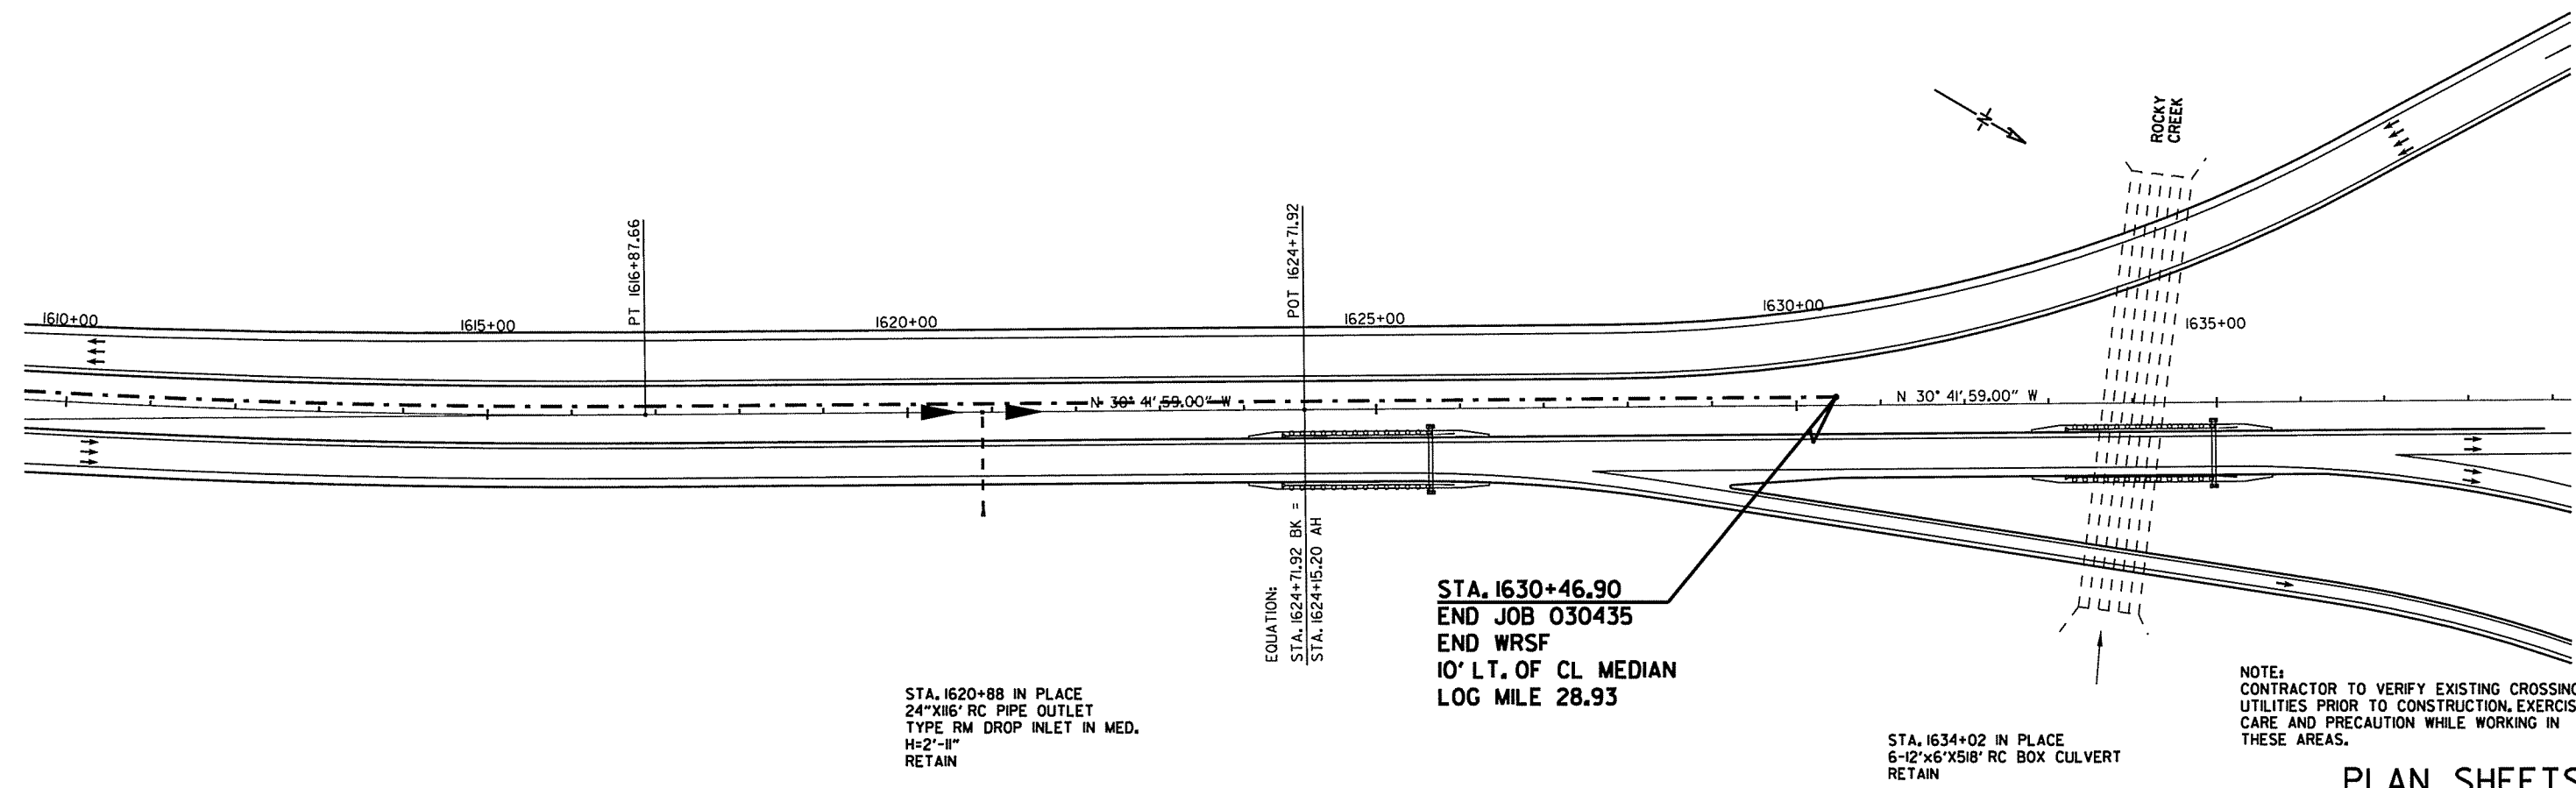 ROCKY
CREEK
N
PT 1616+87.66
POT 1624+71.92
1610+00
1615+00
1620+00
1625+00
1630+00
1635+00
N 30° 41' 59.00" W
N 30° 41' 59.00" W
EQUATION:
STA. 1624+71.92 BK =
STA. 1624+15.20 AH
STA. 1630+46.90
END JOB 030435
END WRSF
10' LT. OF CL MEDIAN
LOG MILE 28.93
STA. 1620+88 IN PLACE
24"X116' RC PIPE OUTLET
TYPE RM DROP INLET IN MED.
H=2'-11"
RETAIN
STA. 1634+02 IN PLACE
6-12'x6'X518' RC BOX CULVERT
RETAIN
NOTE:
CONTRACTOR TO VERIFY EXISTING CROSSING
UTILITIES PRIOR TO CONSTRUCTION. EXERCIS
CARE AND PRECAUTION WHILE WORKING IN
THESE AREAS.
PLAN SHEETS